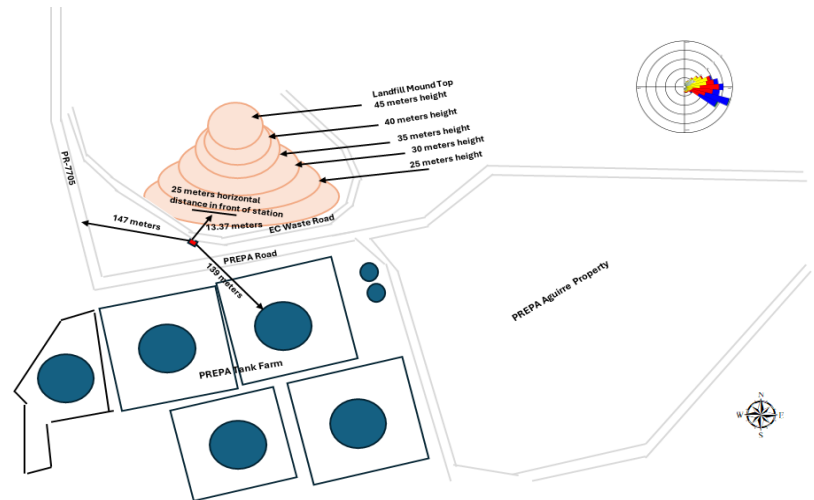 Landfill Mound Top
45 meters height
40 meters height
35 meters height
30 meters height
25 meters height
PR-7705
25 meters horizontal
distance in front of station
147 meters
13.37 meters
EC Waste Road
PREPA Road
139 meters
PREPA Aguirre Property
PREPA Tank Farm
N
W
E
S